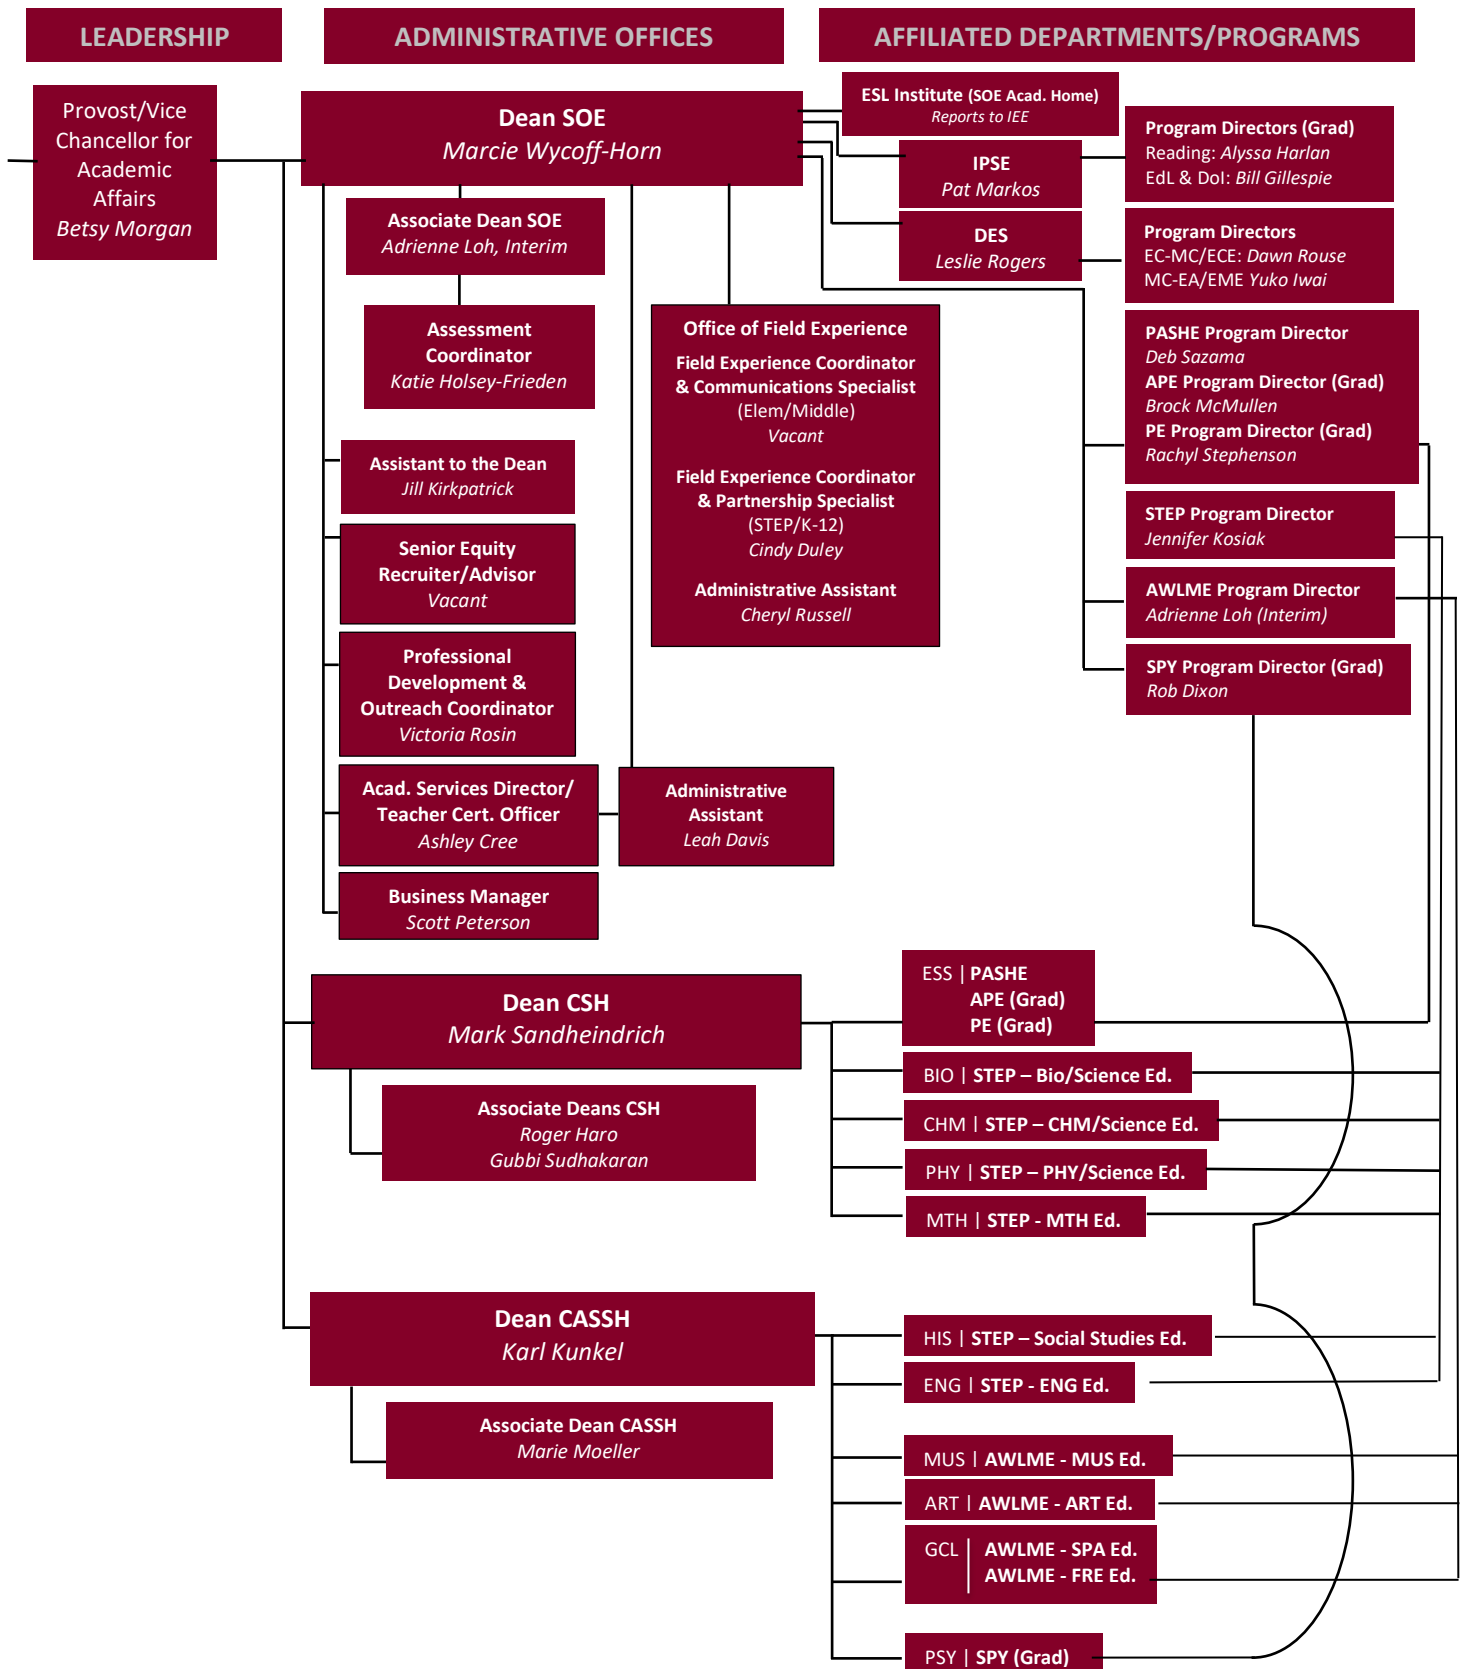 LEADERSHIP
ADMINISTRATIVE OFFICES
AFFILIATED DEPARTMENTS/PROGRAMS
Provost/Vice
Chancellor for
Academic
Affairs
Betsy Morgan
Dean SOE
Marcie Wycoff-Horn
Associate Dean SOE
Adrienne Loh, Interim
Assessment
Coordinator
Katie Holsey-Frieden
Assistant to the Dean
Jill Kirkpatrick
Senior Equity
Recruiter/Advisor
Vacant
Professional
Development &
Outreach Coordinator
Victoria Rosin
Acad. Services Director/
Teacher Cert. Officer
Ashley Cree
Business Manager
Scott Peterson
Administrative
Assistant
Leah Davis
Office of Field Experience
Field Experience Coordinator
& Communications Specialist
(Elem/Middle)
Vacant
Field Experience Coordinator
& Partnership Specialist
(STEP/K-12)
Cindy Duley
Administrative Assistant
Cheryl Russell
ESL Institute (SOE Acad. Home)
Reports to IEE
IPSE
Pat Markos
DES
Leslie Rogers
Program Directors (Grad)
Reading: Alyssa Harlan
EdL & DoI: Bill Gillespie
Program Directors
EC-MC/ECE: Dawn Rouse
MC-EA/EME Yuko Iwai
PASHE Program Director
Deb Sazama
APE Program Director (Grad)
Brock McMullen
PE Program Director (Grad)
Rachyl Stephenson
STEP Program Director
Jennifer Kosiak
AWLME Program Director
Adrienne Loh (Interim)
SPY Program Director (Grad)
Rob Dixon
Dean CSH
Mark Sandheindrich
Associate Deans CSH
Roger Haro
Gubbi Sudhakaran
ESS | PASHE
APE (Grad)
PE (Grad)
BIO | STEP – Bio/Science Ed.
CHM | STEP – CHM/Science Ed.
PHY | STEP – PHY/Science Ed.
MTH | STEP - MTH Ed.
Dean CASSH
Karl Kunkel
Associate Dean CASSH
Marie Moeller
HIS | STEP – Social Studies Ed.
ENG | STEP - ENG Ed.
MUS | AWLME - MUS Ed.
ART | AWLME - ART Ed.
GCL | AWLME - SPA Ed.
AWLME - FRE Ed.
PSY | SPY (Grad)